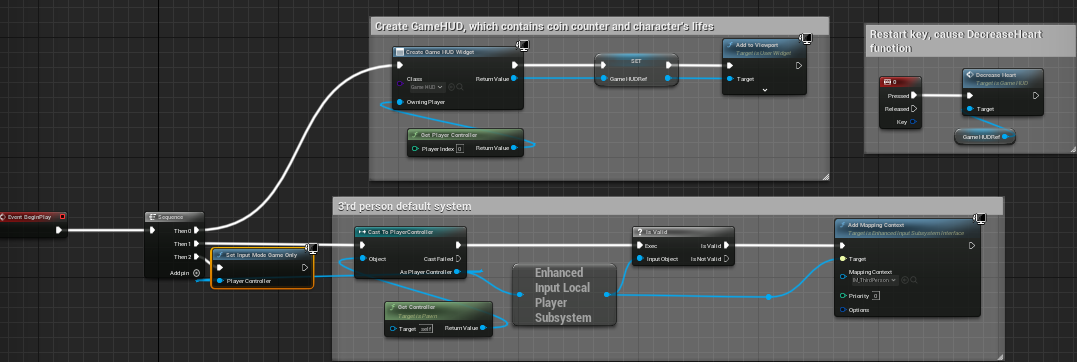 Create GameHUD, which contains coin counter and character's lifes
Create Game HUD Widget
Class
Game HUD
Return Value
Owning Player
Get Player Controller
Player Index 0
Return Value
SET
Game HUDRef
Add to Viewport
Target is User Widget
Target
Restart key, cause DecreaseHeart
function
Pressed
Released
Key
Decrease Heart
Target is Game HUD
Target
Game HUDRef
Event BeginPlay
Sequence
Then 0
Then 1
Then 2
Add pin
Set Input Mode Game Only
Player Controller
3'rd person default system
Cast To PlayerController
Object
Cast Failed
As Player Controller
Get Controller
Target is Pawn
Target self
Return Value
Enhanced
Input Local
Player
Subsystem
Is Valid
Exec
Is Valid
Input Object
Is Not Valid
Add Mapping Context
Target is Enhanced Input Subsystem Interface
Target
Mapping Context
IM_ThirdPerson
Priority 0
Options